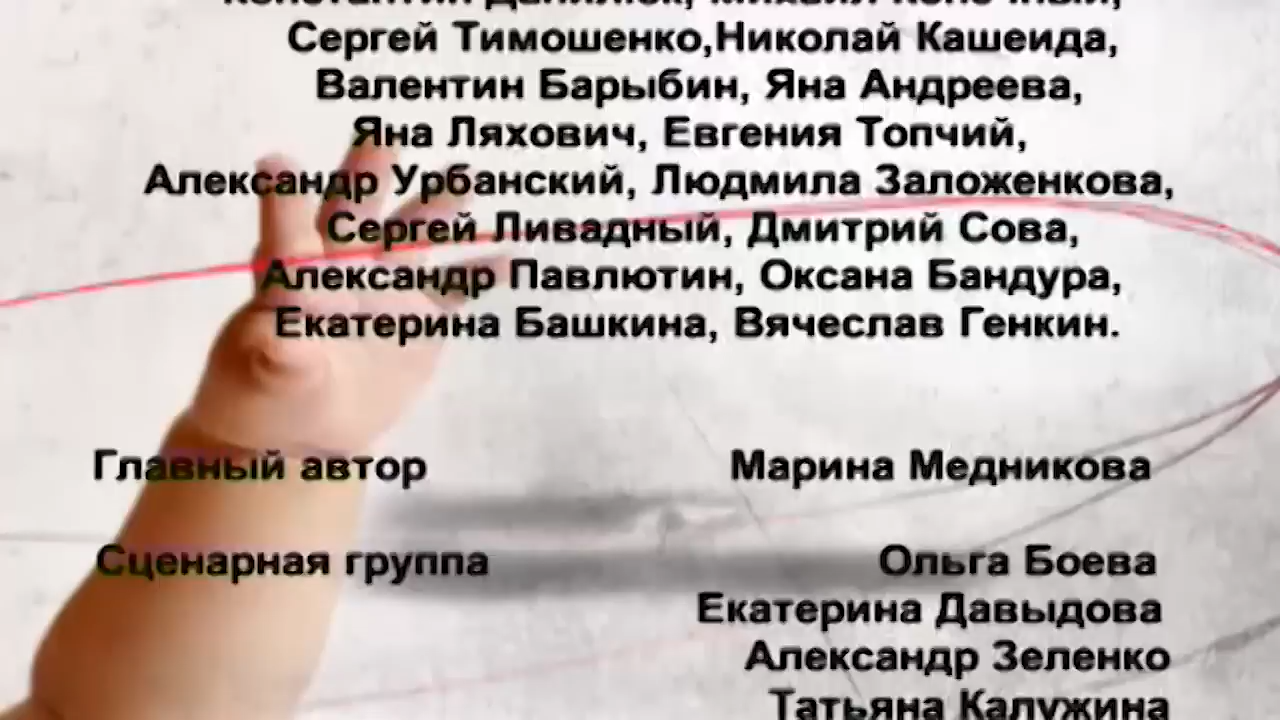 Сергей Тимошенко,Николай Кашеида,
Валентин Барыбин, Яна Андреева,
Яна Ляхович, Евгения Топчий,
Александр Урбанский, Людмила Заложенкова,
Сергей Ливадный, Дмитрий Сова,
Александр Павлютин, Оксана Бандура,
Екатерина Башкина, Вячеслав Генкин.
Главный автор Марина Медникова
Сценарная группа Ольга Боева
Екатерина Давыдова
Александр Зеленко
Татьяна Калужина